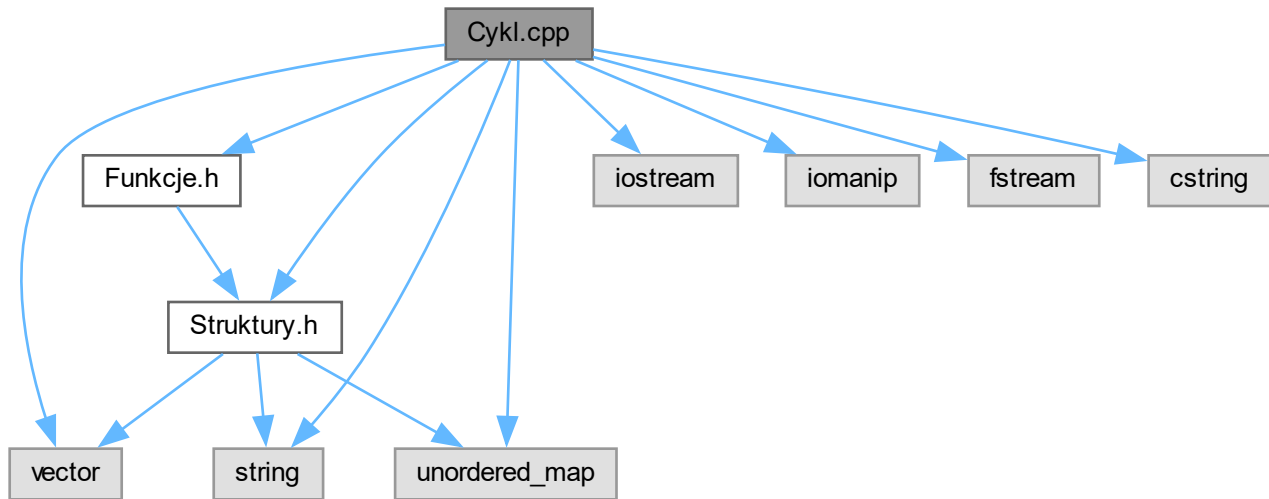 Cykl.cpp
Funkcje.h
iostream
iomanip
fstream
cstring
Struktury.h
vector
string
unordered_map